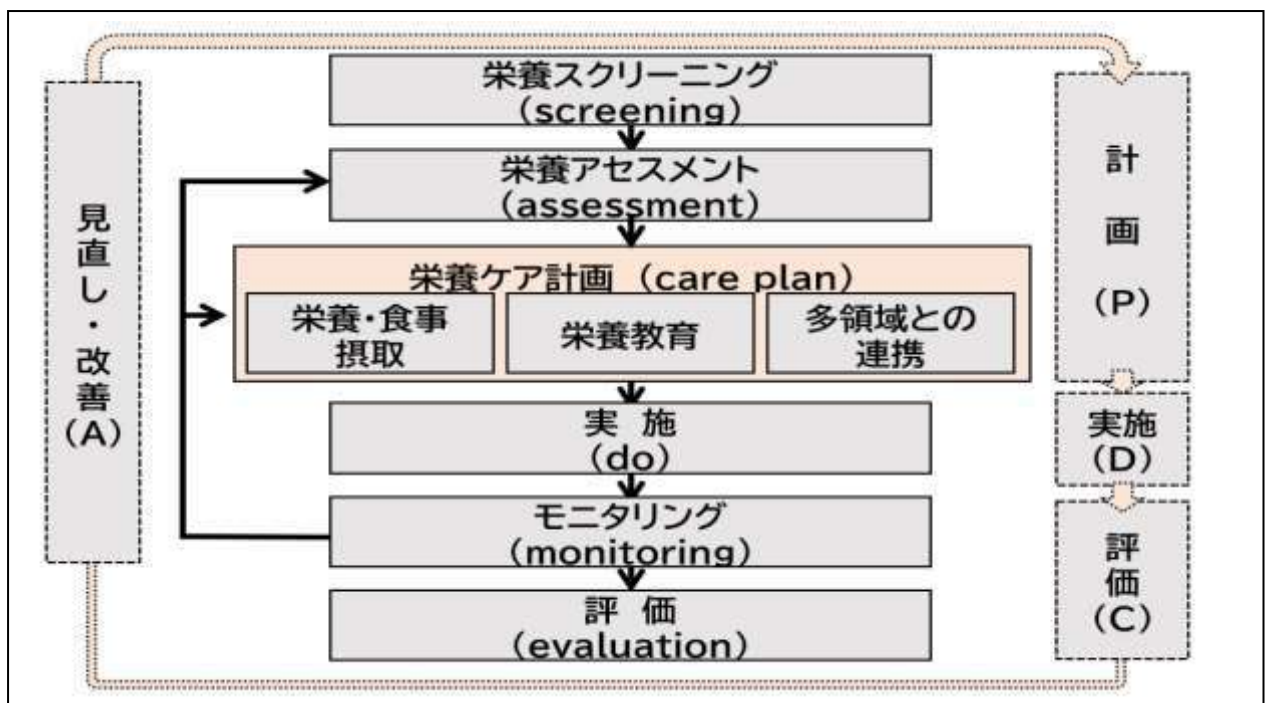 栄養スクリーニング
(screening)
栄養アセスメント
(assessment)
栄養ケア計画 (care plan)
栄養・食事
摂取
栄養教育
多領域との
連携
実 施
(do)
モニタリング
(monitoring)
評 価
(evaluation)
見直し・改善(A)
計 画 (P)
実施
(D)
評価(C)